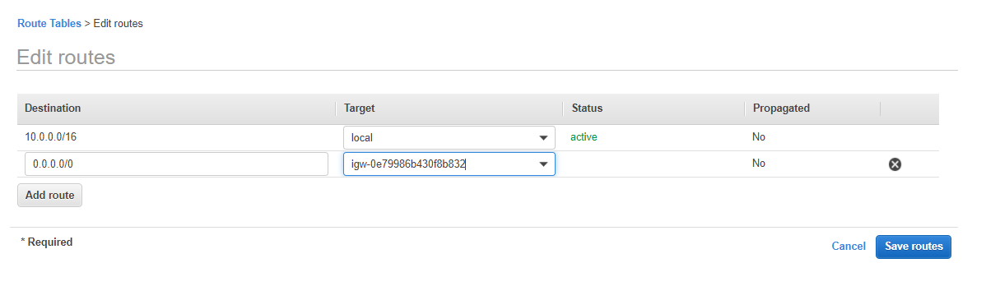 Route Tables > Edit routes
Edit routes
Destination Target Status Propagated
10.0.0.0/16 local active No
0.0.0.0/0 igw-0e79986b430f8b832 No
Add route
* Required
Cancel Save routes